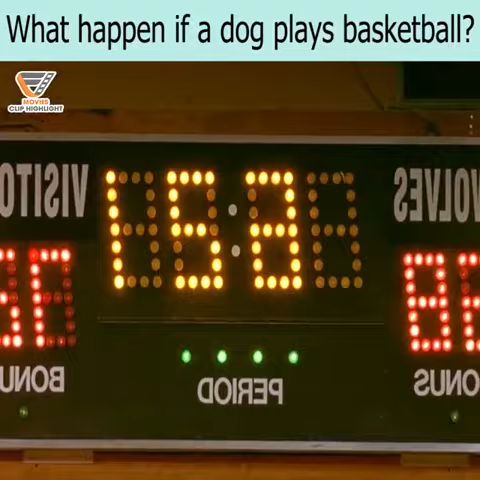 What happen if a dog plays basketball?
MOVIES
CLIP HIGHLIGHT
VISITO OLVES
BONU PERIOD BONUS